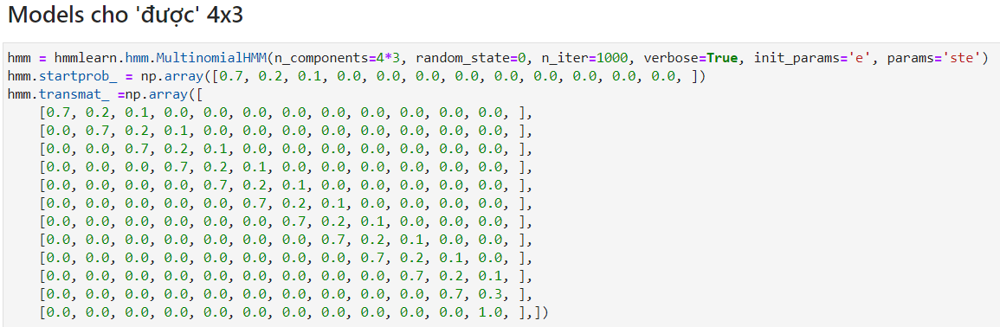 Models cho 'được' 4x3
hmm = hmmlearn.hmm.MultinomialHMM(n_components=4*3, random_state=0, n_iter=1000, verbose=True, init_params='e', params='ste')
hmm.startprob_ = np.array([0.7, 0.2, 0.1, 0.0, 0.0, 0.0, 0.0, 0.0, 0.0, 0.0, 0.0, 0.0, ])
hmm.transmat_ =np.array([
    [0.7, 0.2, 0.1, 0.0, 0.0, 0.0, 0.0, 0.0, 0.0, 0.0, 0.0, 0.0, ],
    [0.0, 0.7, 0.2, 0.1, 0.0, 0.0, 0.0, 0.0, 0.0, 0.0, 0.0, 0.0, ],
    [0.0, 0.0, 0.7, 0.2, 0.1, 0.0, 0.0, 0.0, 0.0, 0.0, 0.0, 0.0, ],
    [0.0, 0.0, 0.0, 0.7, 0.2, 0.1, 0.0, 0.0, 0.0, 0.0, 0.0, 0.0, ],
    [0.0, 0.0, 0.0, 0.0, 0.7, 0.2, 0.1, 0.0, 0.0, 0.0, 0.0, 0.0, ],
    [0.0, 0.0, 0.0, 0.0, 0.0, 0.7, 0.2, 0.1, 0.0, 0.0, 0.0, 0.0, ],
    [0.0, 0.0, 0.0, 0.0, 0.0, 0.0, 0.7, 0.2, 0.1, 0.0, 0.0, 0.0, ],
    [0.0, 0.0, 0.0, 0.0, 0.0, 0.0, 0.0, 0.7, 0.2, 0.1, 0.0, 0.0, ],
    [0.0, 0.0, 0.0, 0.0, 0.0, 0.0, 0.0, 0.0, 0.7, 0.2, 0.1, 0.0, ],
    [0.0, 0.0, 0.0, 0.0, 0.0, 0.0, 0.0, 0.0, 0.0, 0.7, 0.2, 0.1, ],
    [0.0, 0.0, 0.0, 0.0, 0.0, 0.0, 0.0, 0.0, 0.0, 0.0, 0.7, 0.3, ],
    [0.0, 0.0, 0.0, 0.0, 0.0, 0.0, 0.0, 0.0, 0.0, 0.0, 0.0, 1.0, ],])